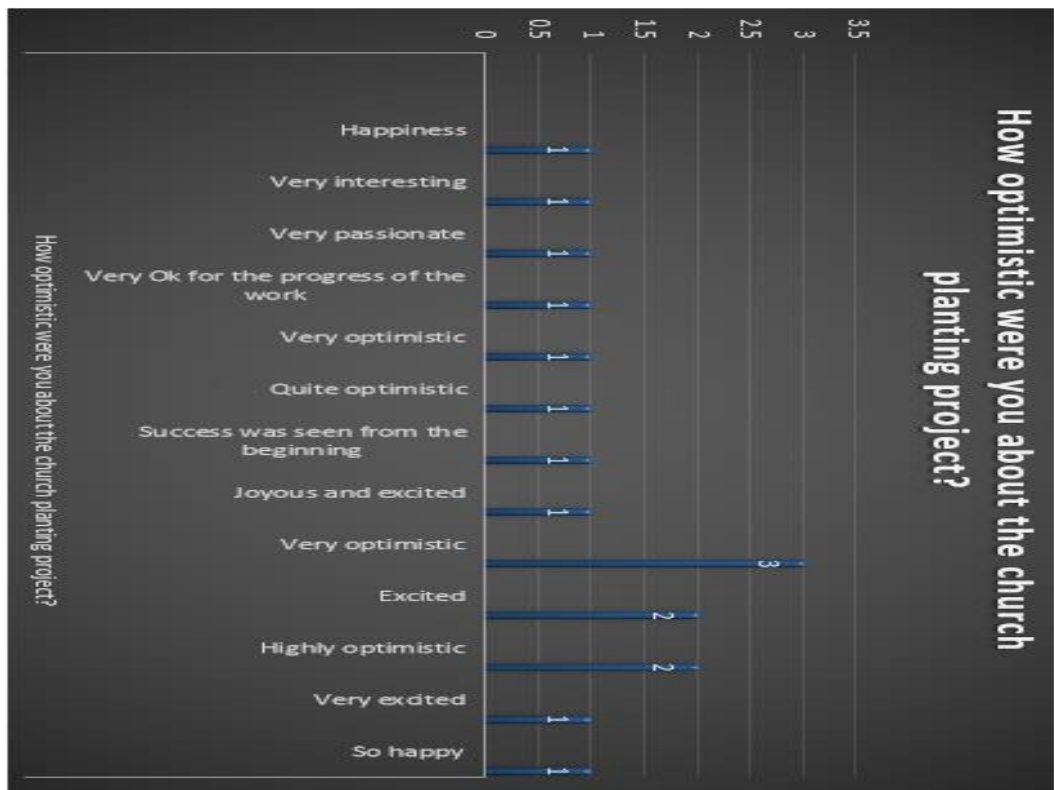 How optimistic were you about the church
planting project?
3.5
3
2.5
2
1.5
1
0.5
0
1
1
1
1
1
1
1
1
3
2
2
1
1
Happiness
Very interesting
Very passionate
Very Ok for the progress of the
work
Very optimistic
Quite optimistic
Success was seen from the
beginning
Joyous and excited
Very optimistic
Excited
Highly optimistic
Very excited
So happy
How optimistic were you about the church planting project?